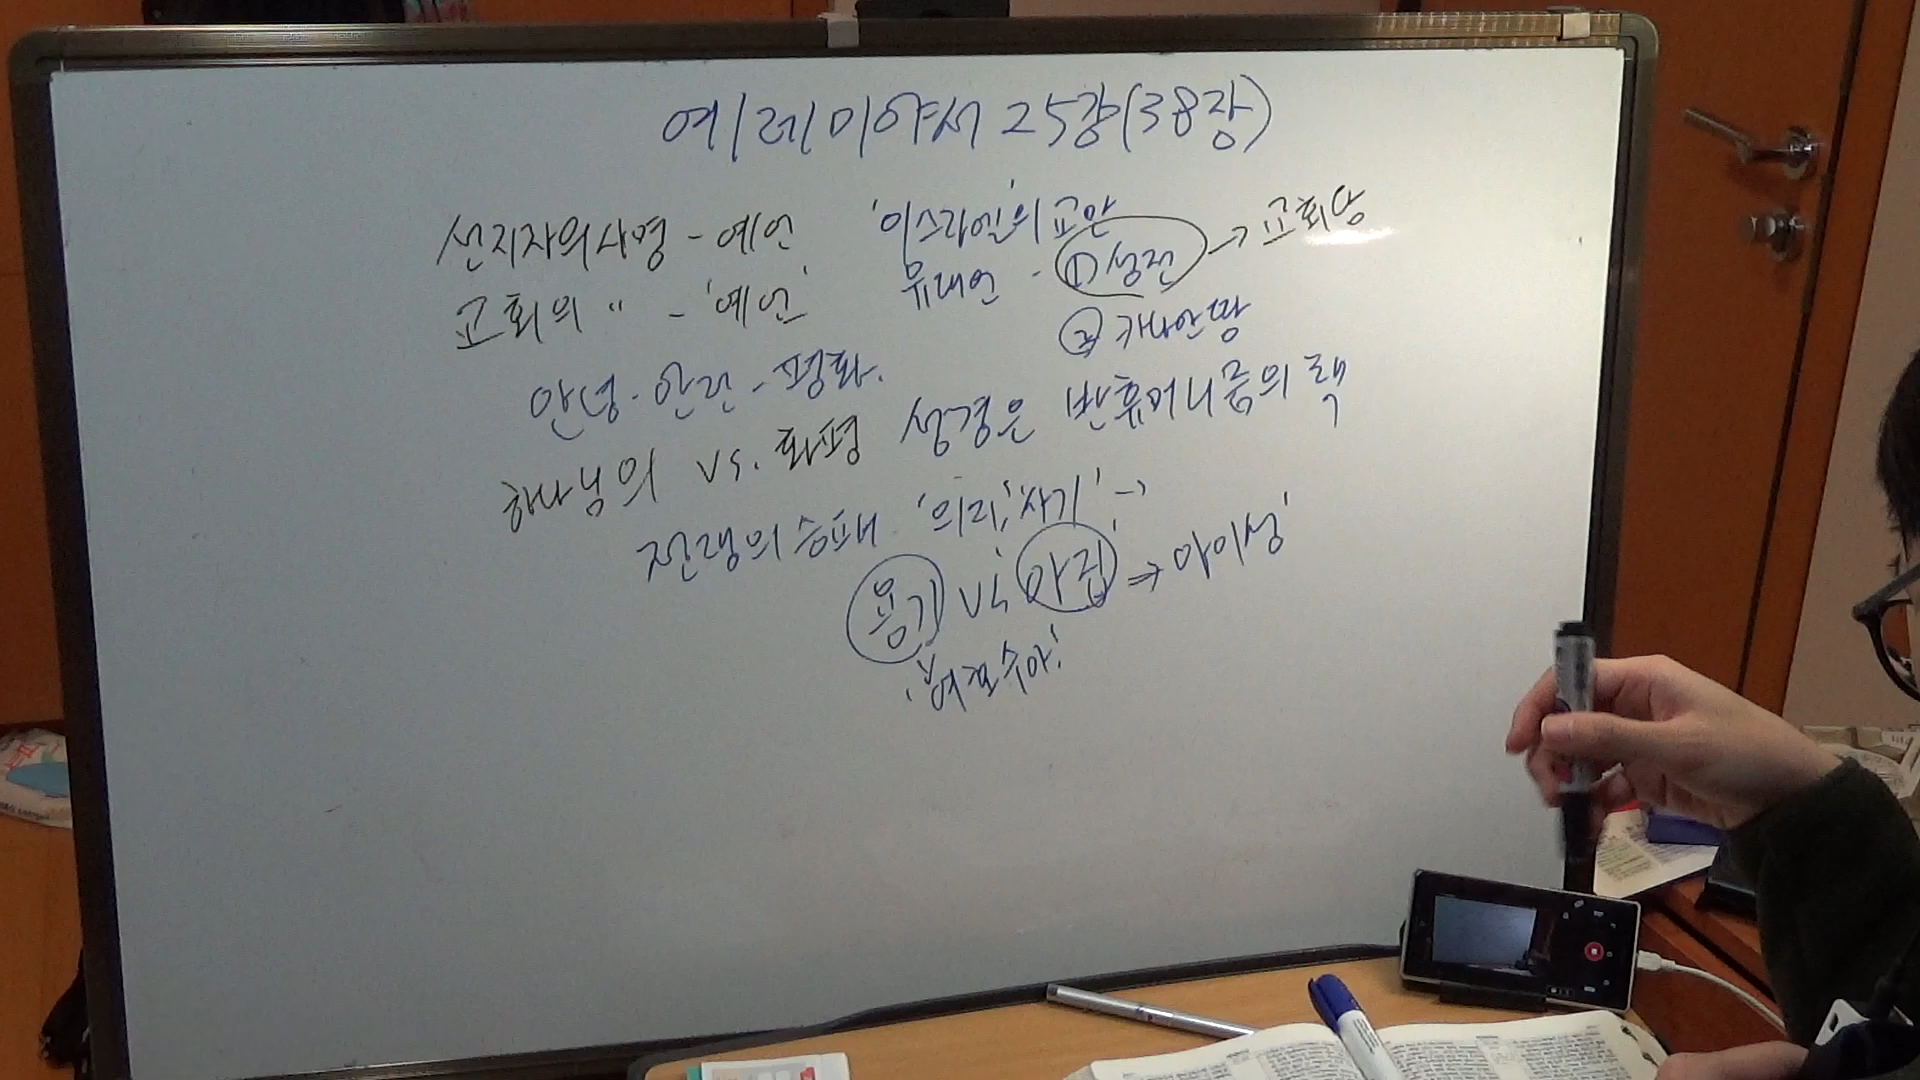 예레미야서 25강(38장)
선지자의 사명 - 예언
교회의 〃 - '예언'
'이스라엘'의 교만
유대인 - ① 성전 → 교회당
② 가나안땅
안녕 · 안전 - 평화.
하나님의 vs. 화평
성경은 반휴머니즘의 책
전쟁의 승패 '의리', '사기' →
용기 vs '아집' ⇒ 아이성'
'여호수아'